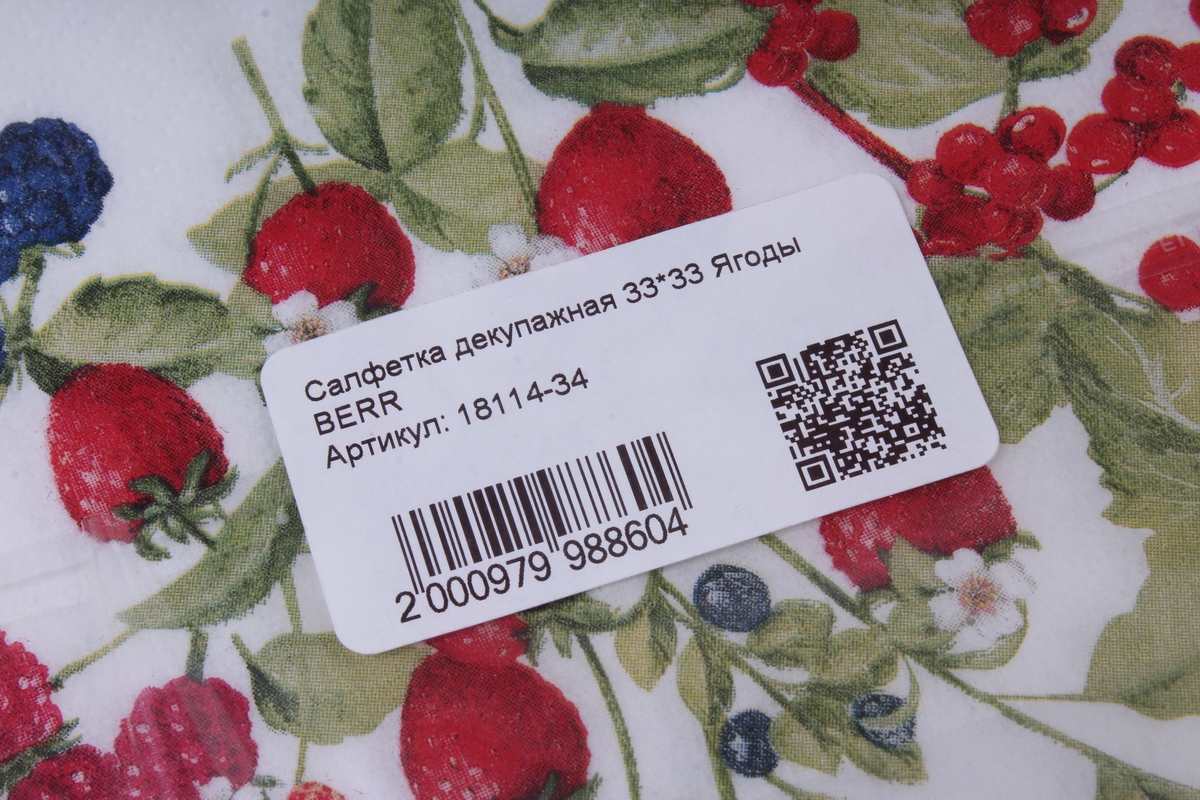 Салфетка декупажная 33*33 Ягоды
BERR
Артикул: 18114-34
2 000979 988604